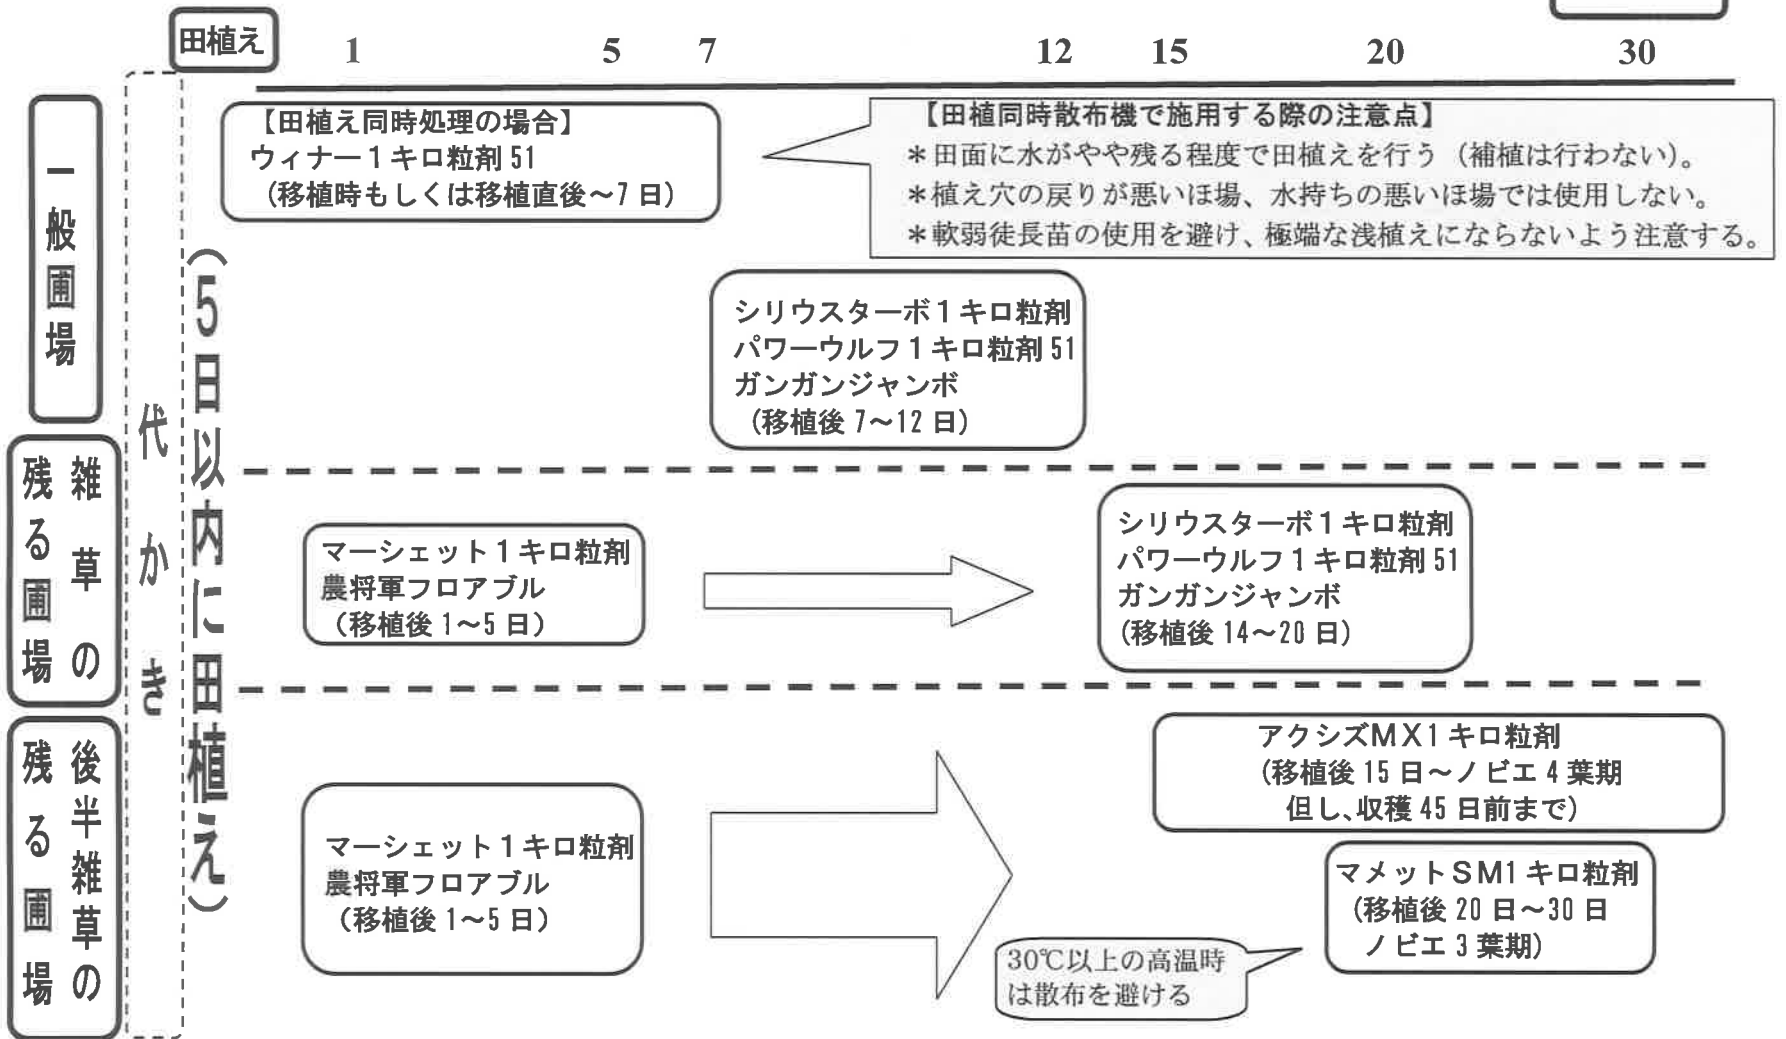 田植え
1 5 7 12 15 20 30
一般圃場
代かき
(5日以内に田植え)
【田植え同時処理の場合】
ウィナー1キロ粒剤51
(移植時もしくは移植直後～7日)
【田植同時散布機で施用する際の注意点】
＊田面に水がやや残る程度で田植えを行う(補植は行わない)。
＊植え穴の戻りが悪いほ場、水持ちの悪いほ場では使用しない。
＊軟弱徒長苗の使用を避け、極端な浅植えにならないよう注意する。
シリウスターボ1キロ粒剤
パワーウルフ1キロ粒剤51
ガンガンジャンボ
(移植後7～12日)
雑草の
残る圃場
マーシェット1キロ粒剤
農将軍フロアブル
(移植後1～5日)
シリウスターボ1キロ粒剤
パワーウルフ1キロ粒剤51
ガンガンジャンボ
(移植後14～20日)
後半雑草の
残る圃場
マーシェット1キロ粒剤
農将軍フロアブル
(移植後1～5日)
アクシズMX1キロ粒剤
(移植後15日～ノビエ4葉期
但し、収穫45日前まで)
マメットSM1キロ粒剤
(移植後20日～30日
ノビエ3葉期)
30℃以上の高温時
は散布を避ける